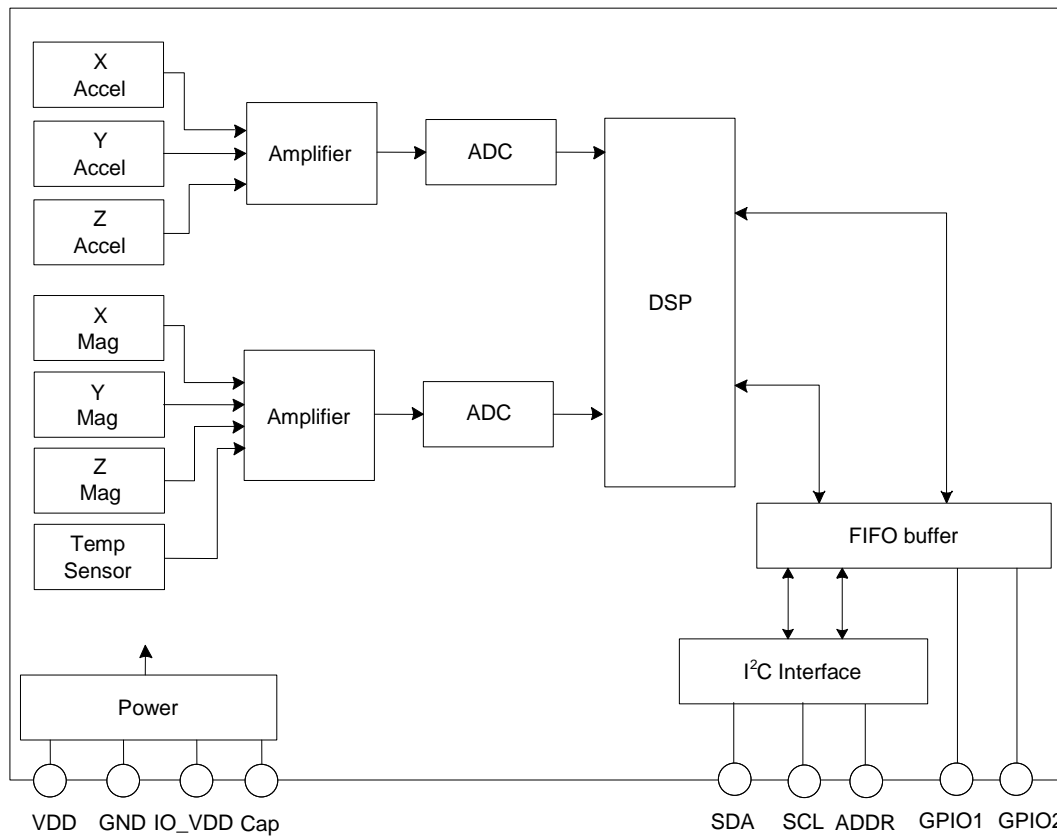 X
Accel
Y
Accel
Z
Accel
Amplifier
ADC
DSP
X
Mag
Y
Mag
Z
Mag
Temp
Sensor
Amplifier
ADC
FIFO buffer
I²C Interface
Power
VDD GND IO_VDD Cap SDA SCL ADDR GPIO1 GPIO2